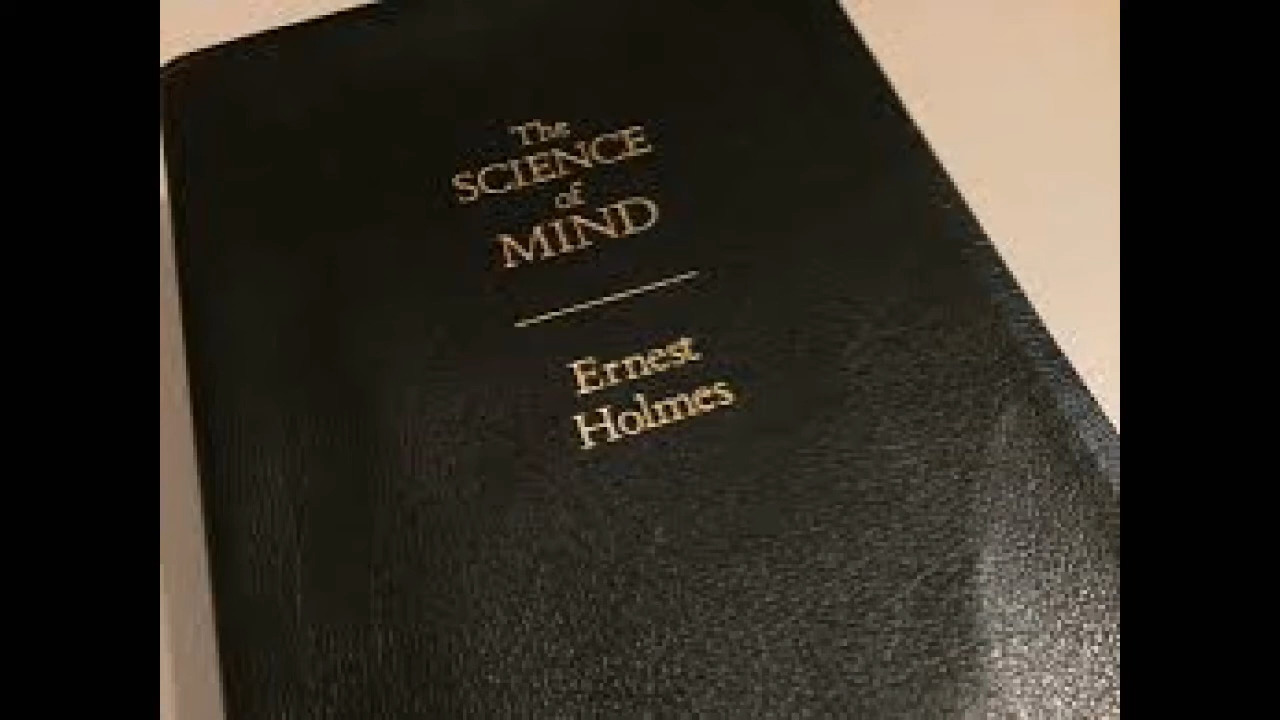 The
SCIENCE
of
MIND
Ernest
Holmes